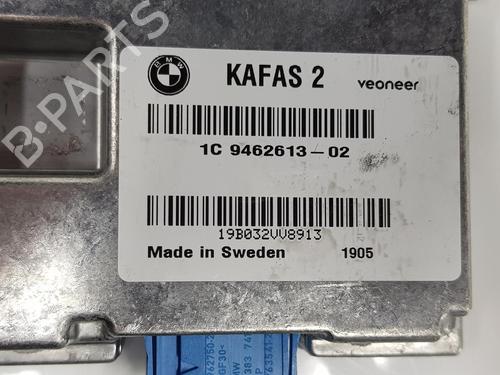 BMW
KAFAS 2
veoneer
1C 9462613-02
19B032VV8913
Made in Sweden
1905
B-PARTS